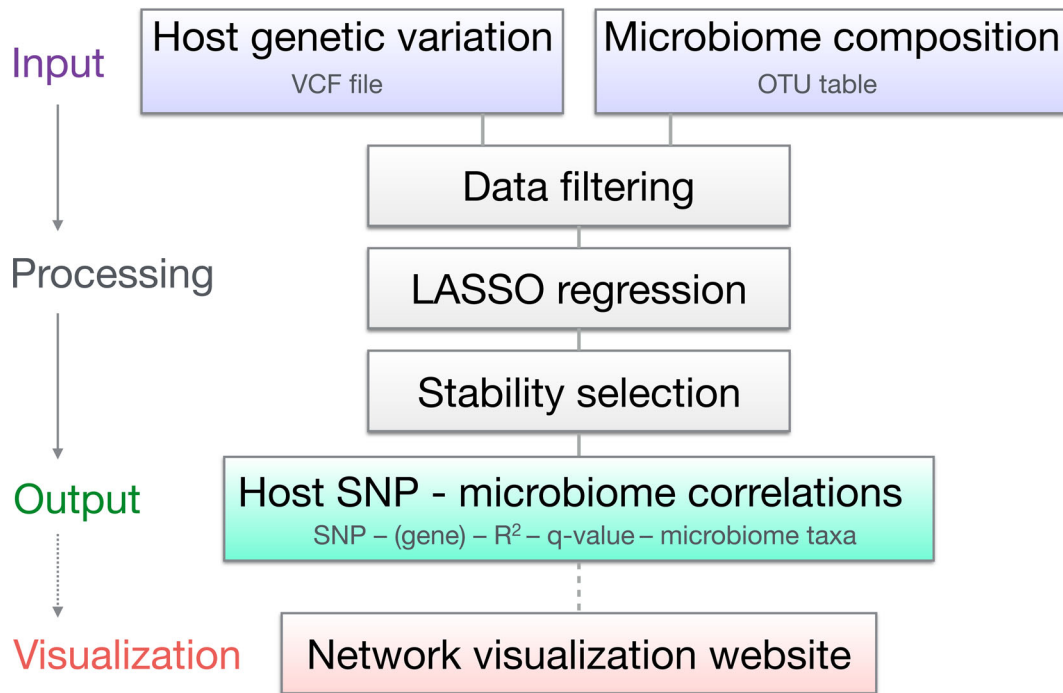 Input
Host genetic variation
VCF file
Microbiome composition
OTU table
Data filtering
Processing
LASSO regression
Stability selection
Output
Host SNP - microbiome correlations
SNP – (gene) – R² – q-value – microbiome taxa
Visualization
Network visualization website